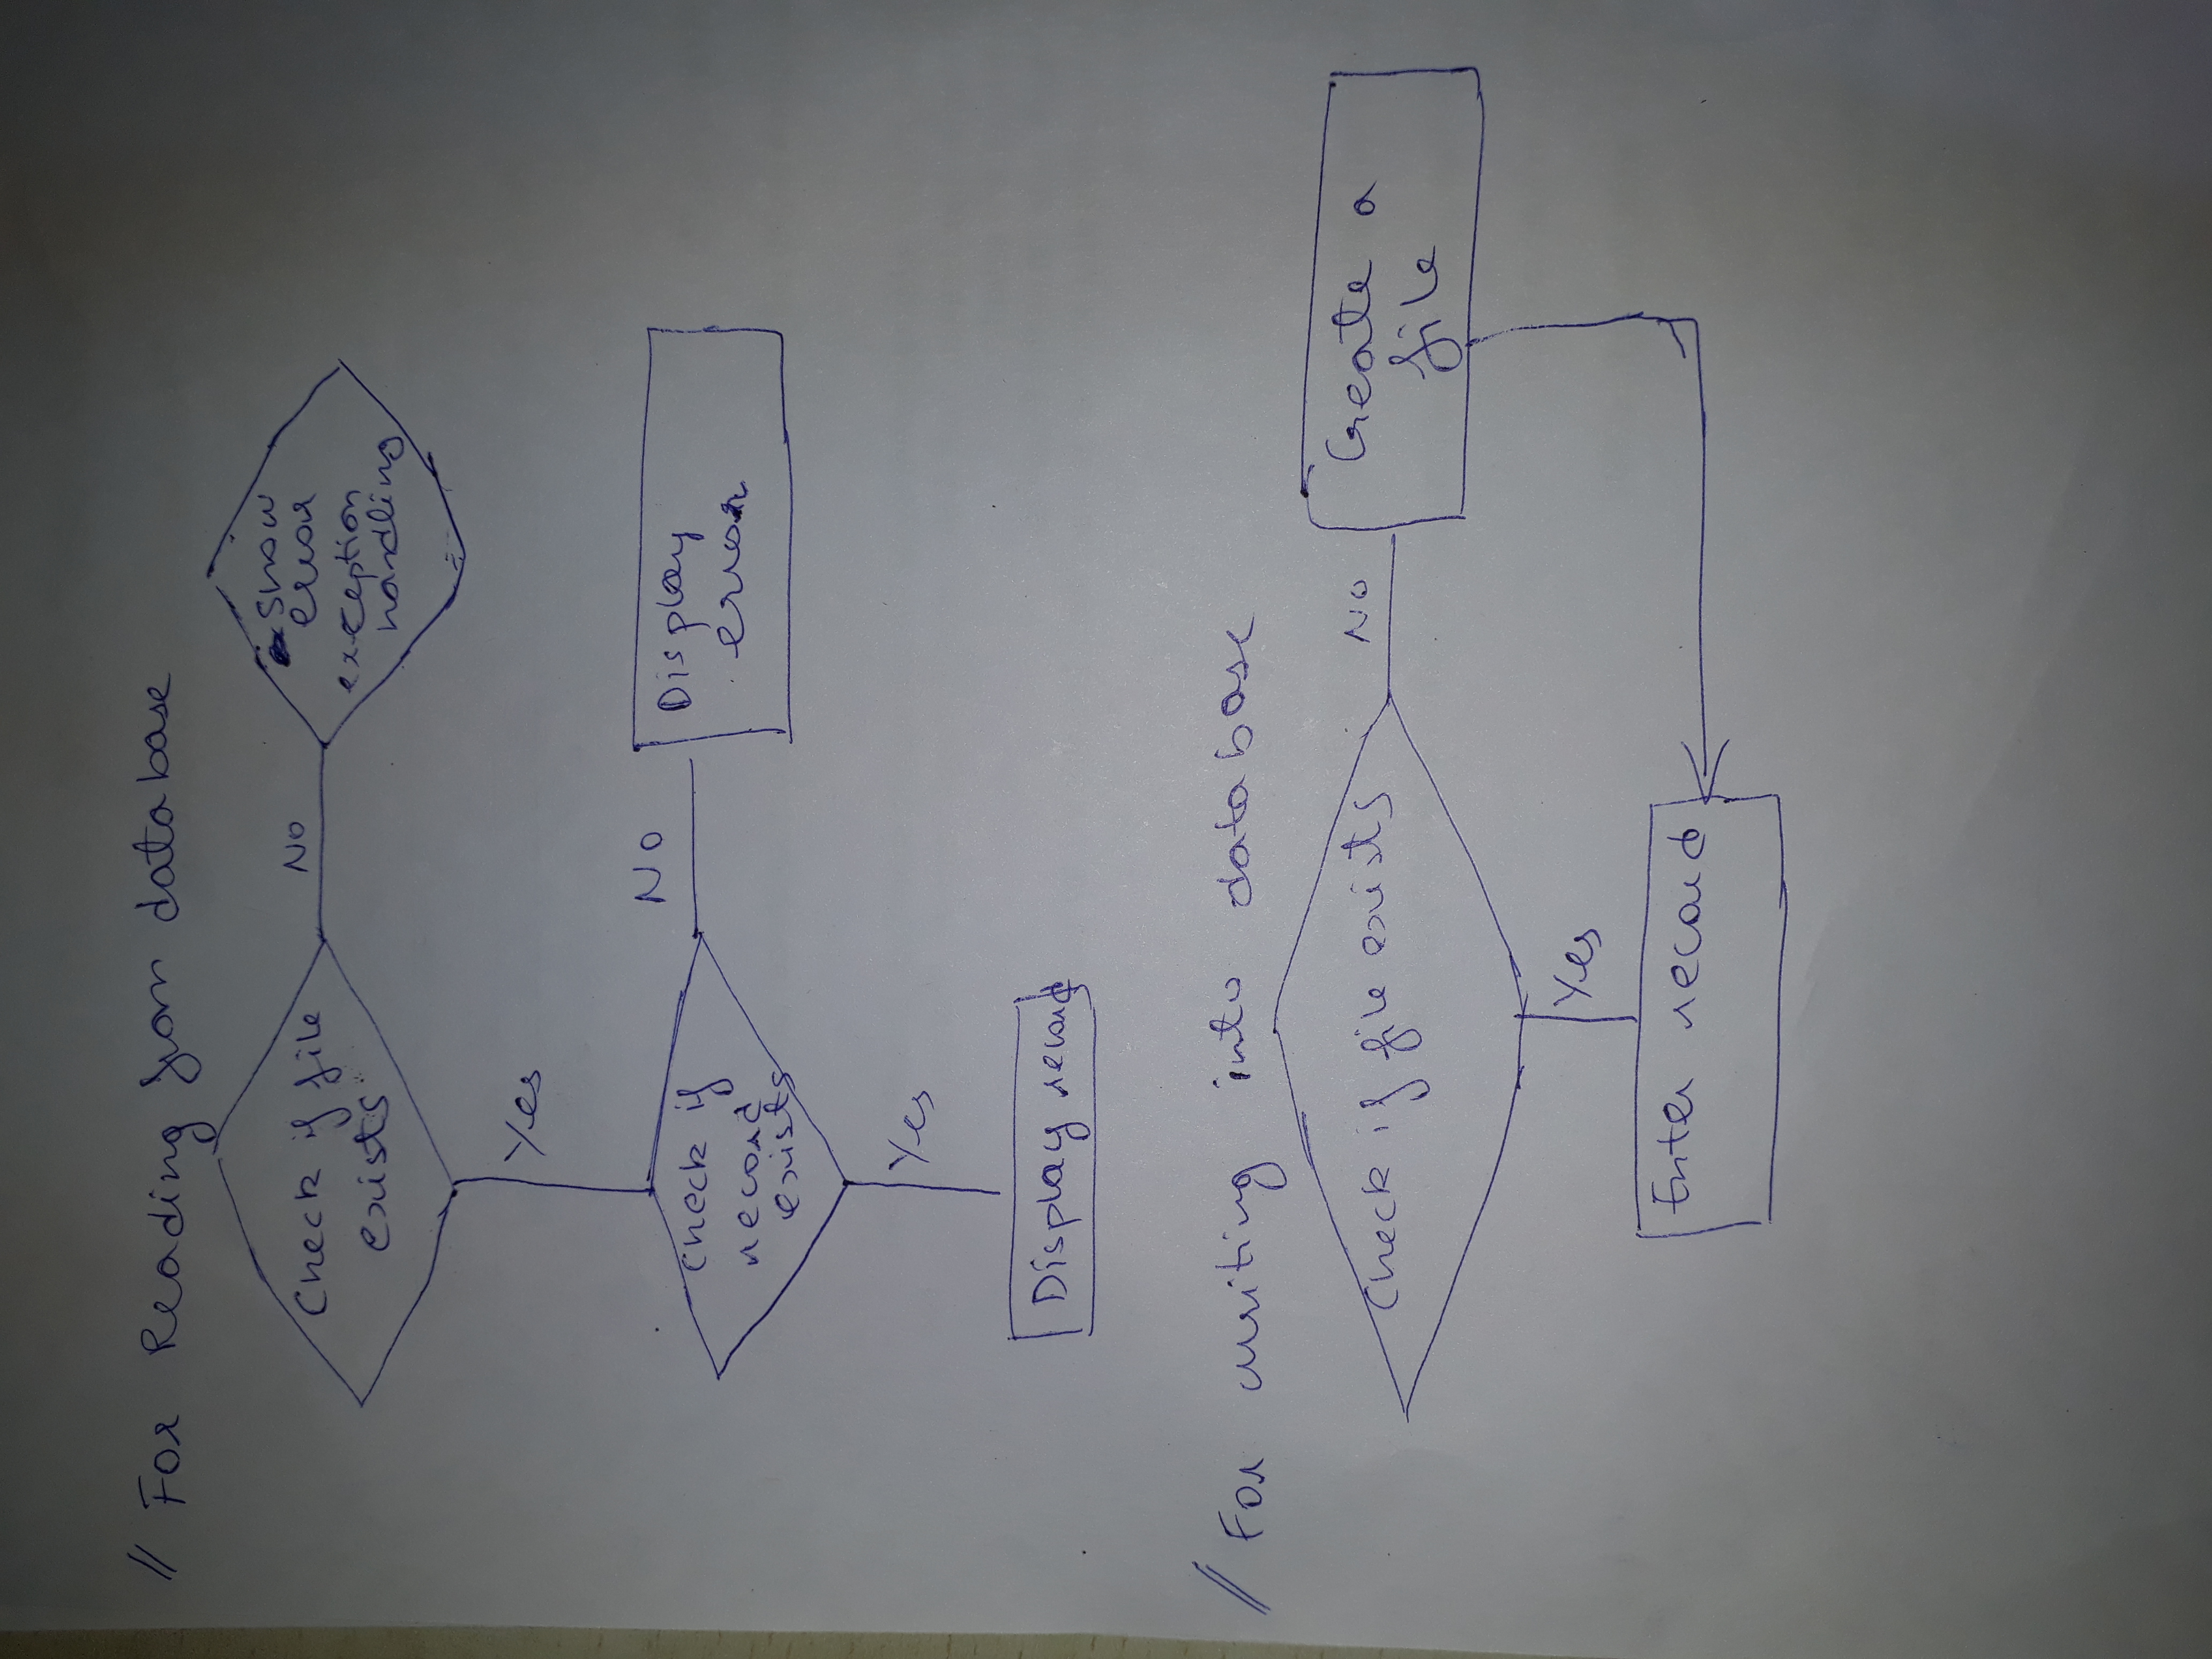 // For Reading from database
Check if file
exists
No
show
error
exception
handling
Yes
Check if
record
exists
No
Display
error
Yes
Display record
// For writing into database
Check if file exists
No
Create a
file
Yes
Enter record